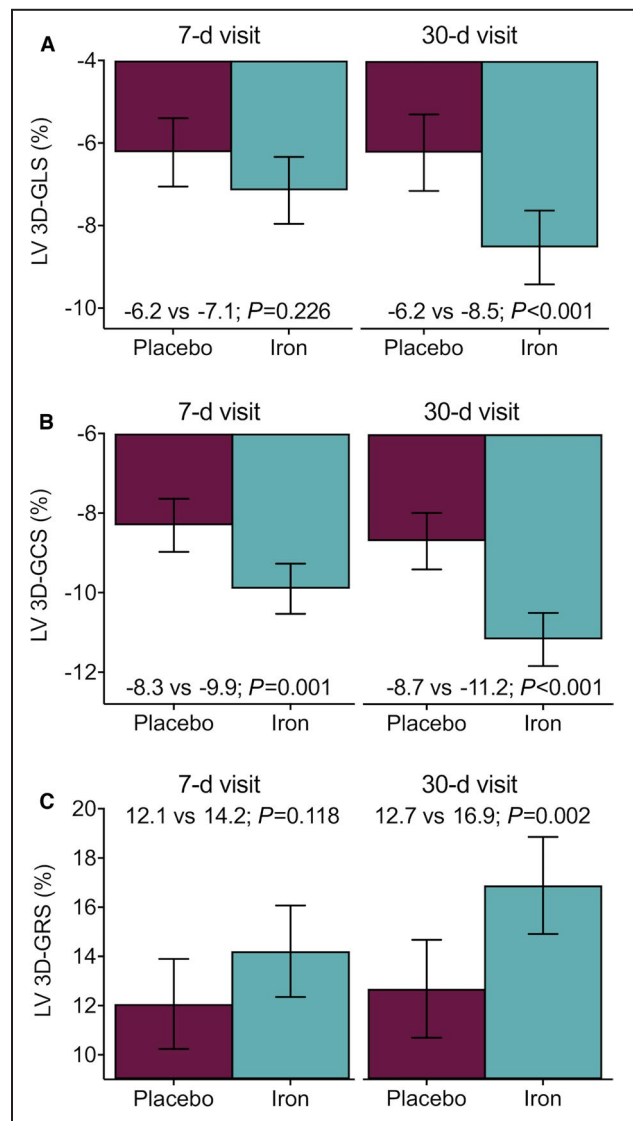 A
7-d visit 30-d visit
LV 3D-GLS (%)
-4
-6
-8
-10
-6.2 vs -7.1; P=0.226 -6.2 vs -8.5; P<0.001
Placebo Iron Placebo Iron
B
7-d visit 30-d visit
LV 3D-GCS (%)
-6
-8
-10
-12
-8.3 vs -9.9; P=0.001 -8.7 vs -11.2; P<0.001
Placebo Iron Placebo Iron
C
7-d visit 30-d visit
12.1 vs 14.2; P=0.118 12.7 vs 16.9; P=0.002
LV 3D-GRS (%)
20
18
16
14
12
10
Placebo Iron Placebo Iron